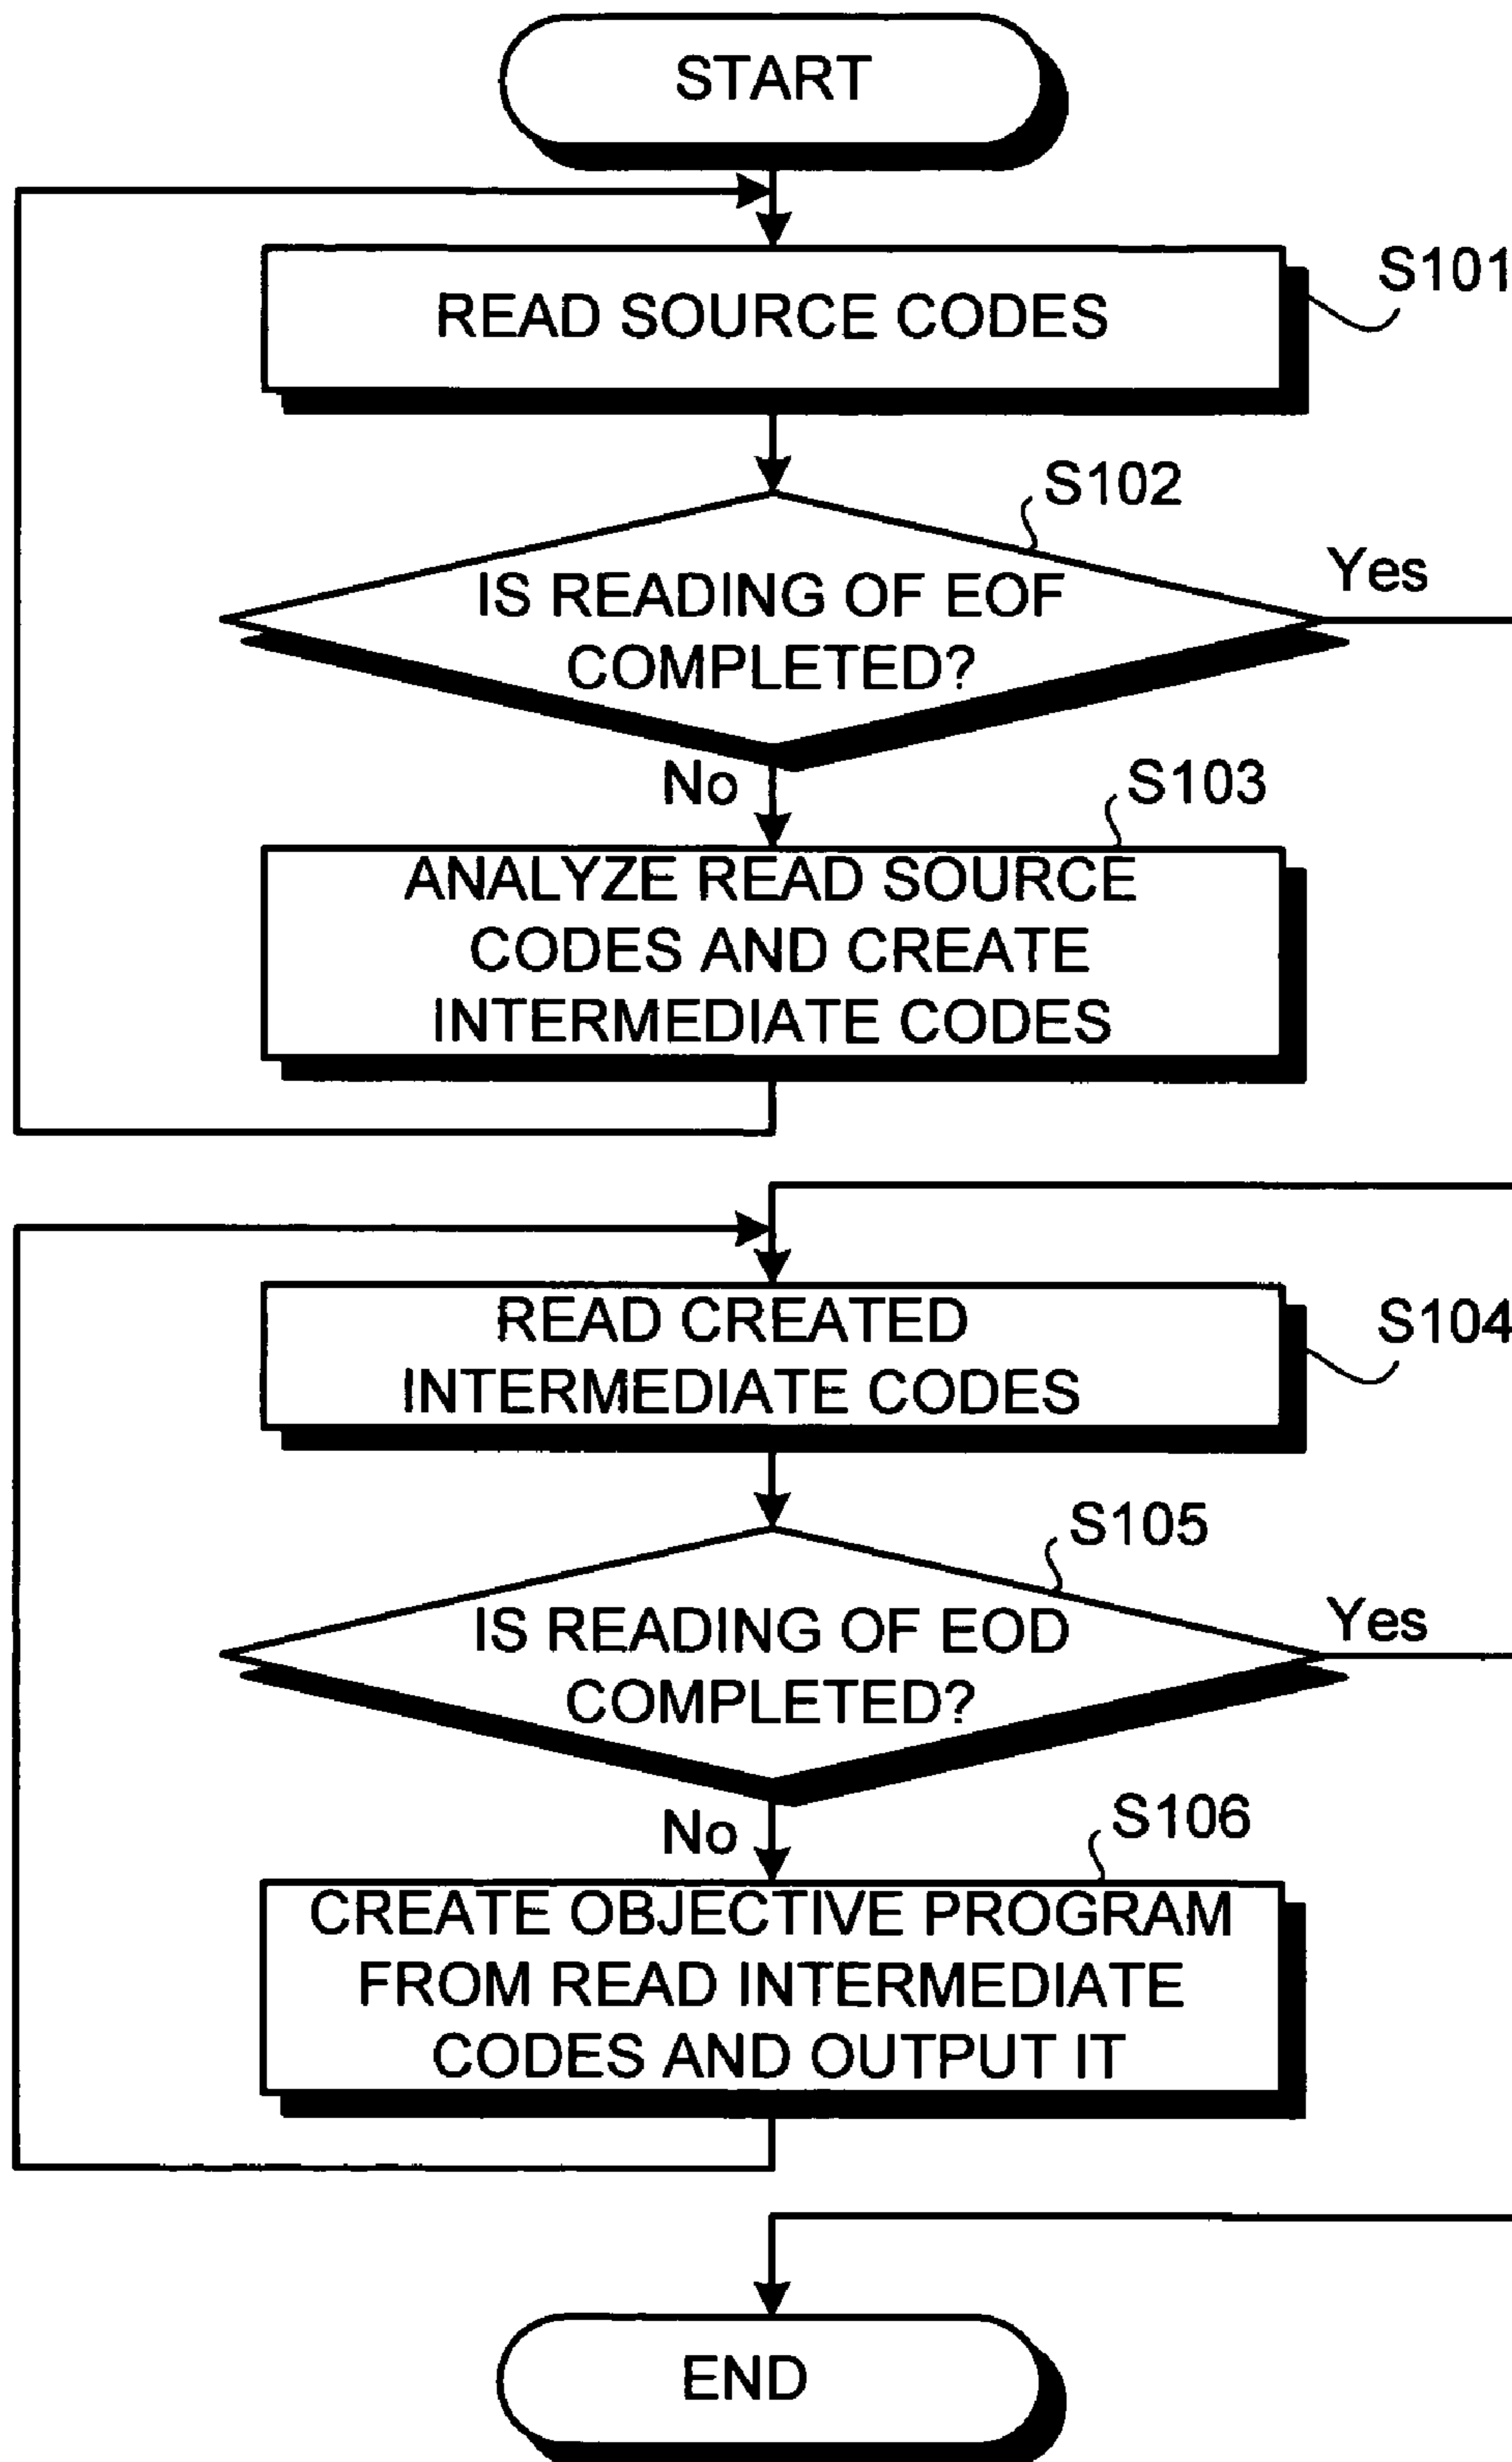 START
READ SOURCE CODES
S101
S102
IS READING OF EOF
COMPLETED?
Yes
No
S103
ANALYZE READ SOURCE
CODES AND CREATE
INTERMEDIATE CODES
READ CREATED
INTERMEDIATE CODES
S104
S105
IS READING OF EOD
COMPLETED?
Yes
No
S106
CREATE OBJECTIVE PROGRAM
FROM READ INTERMEDIATE
CODES AND OUTPUT IT
END